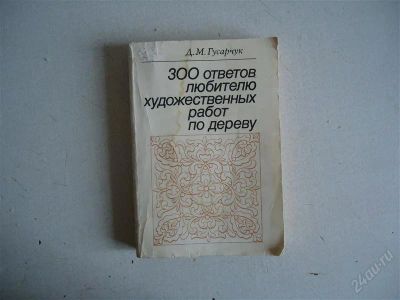 Д. М. Гусарчук
300 ответов
любителю
художественных
работ
по дереву
24au.ru